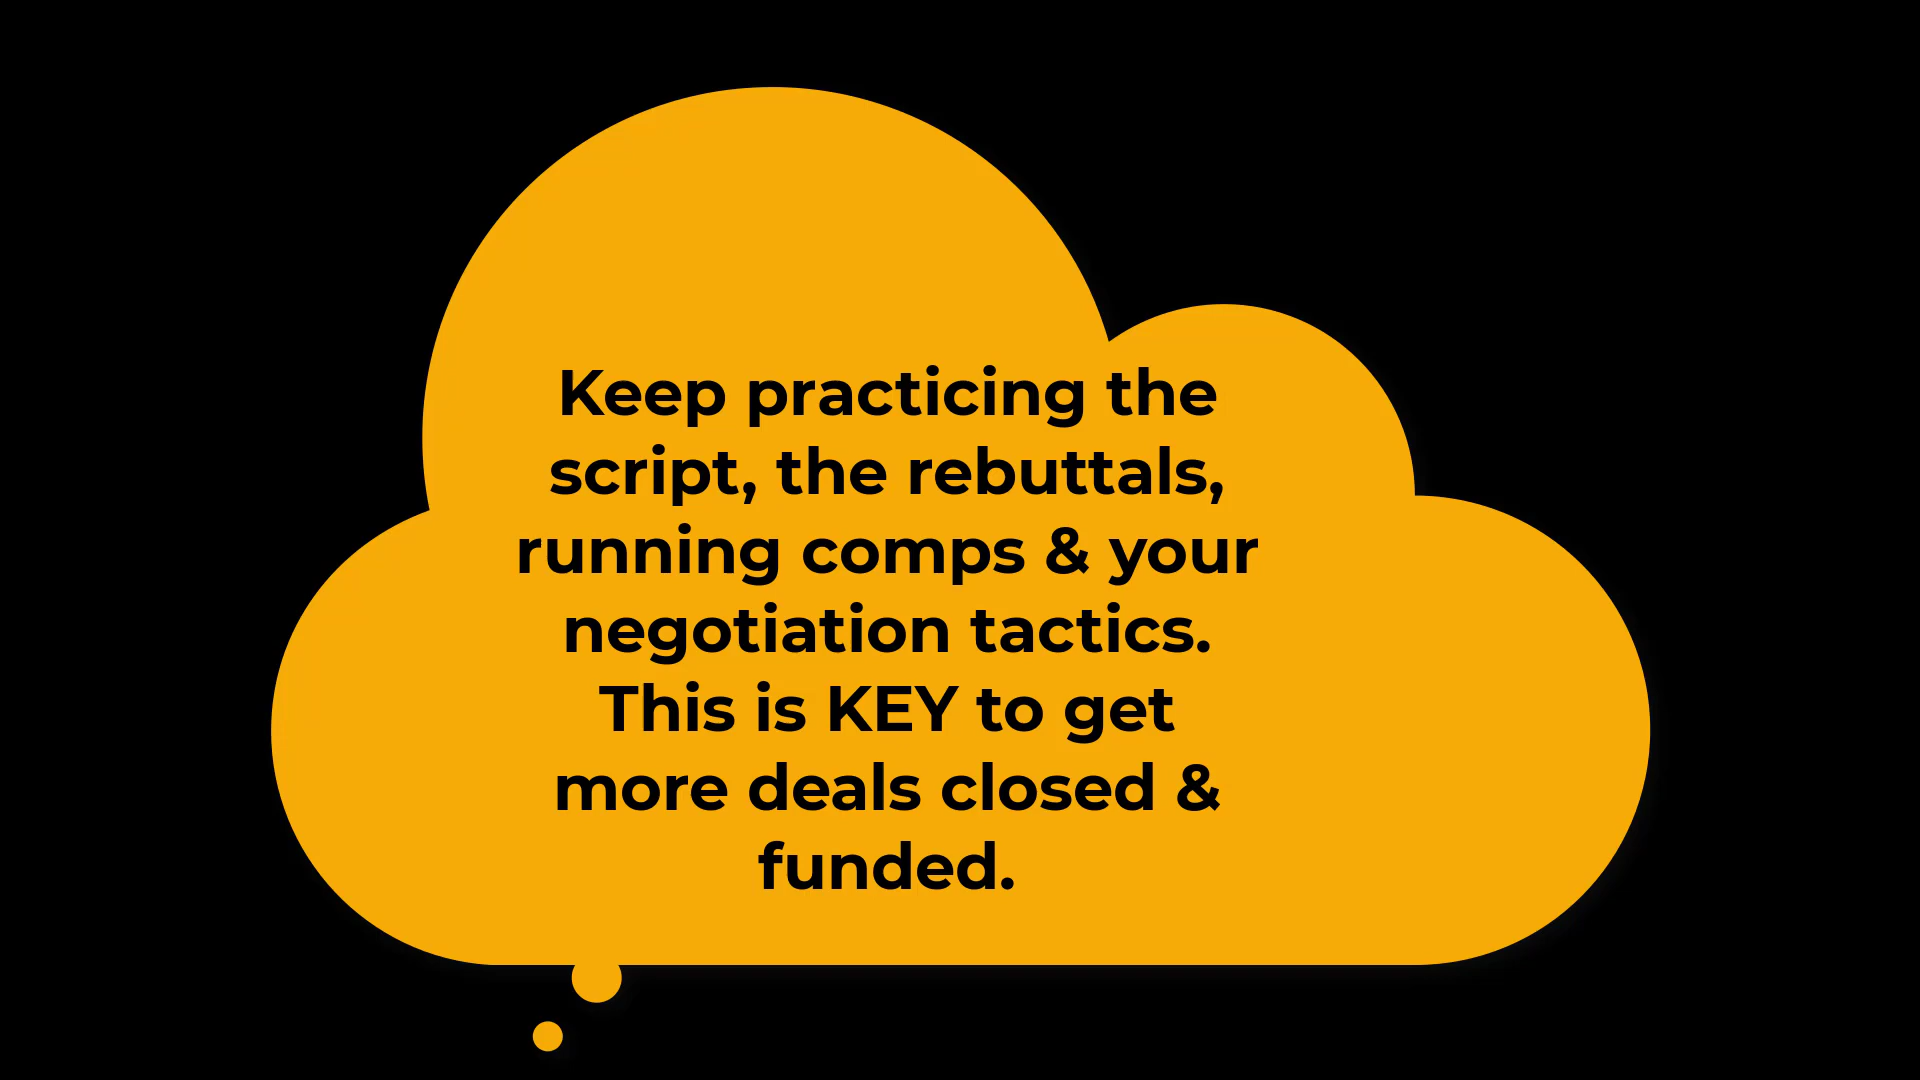 Keep practicing the
script, the rebuttals,
running comps & your
negotiation tactics.
This is KEY to get
more deals closed &
funded.